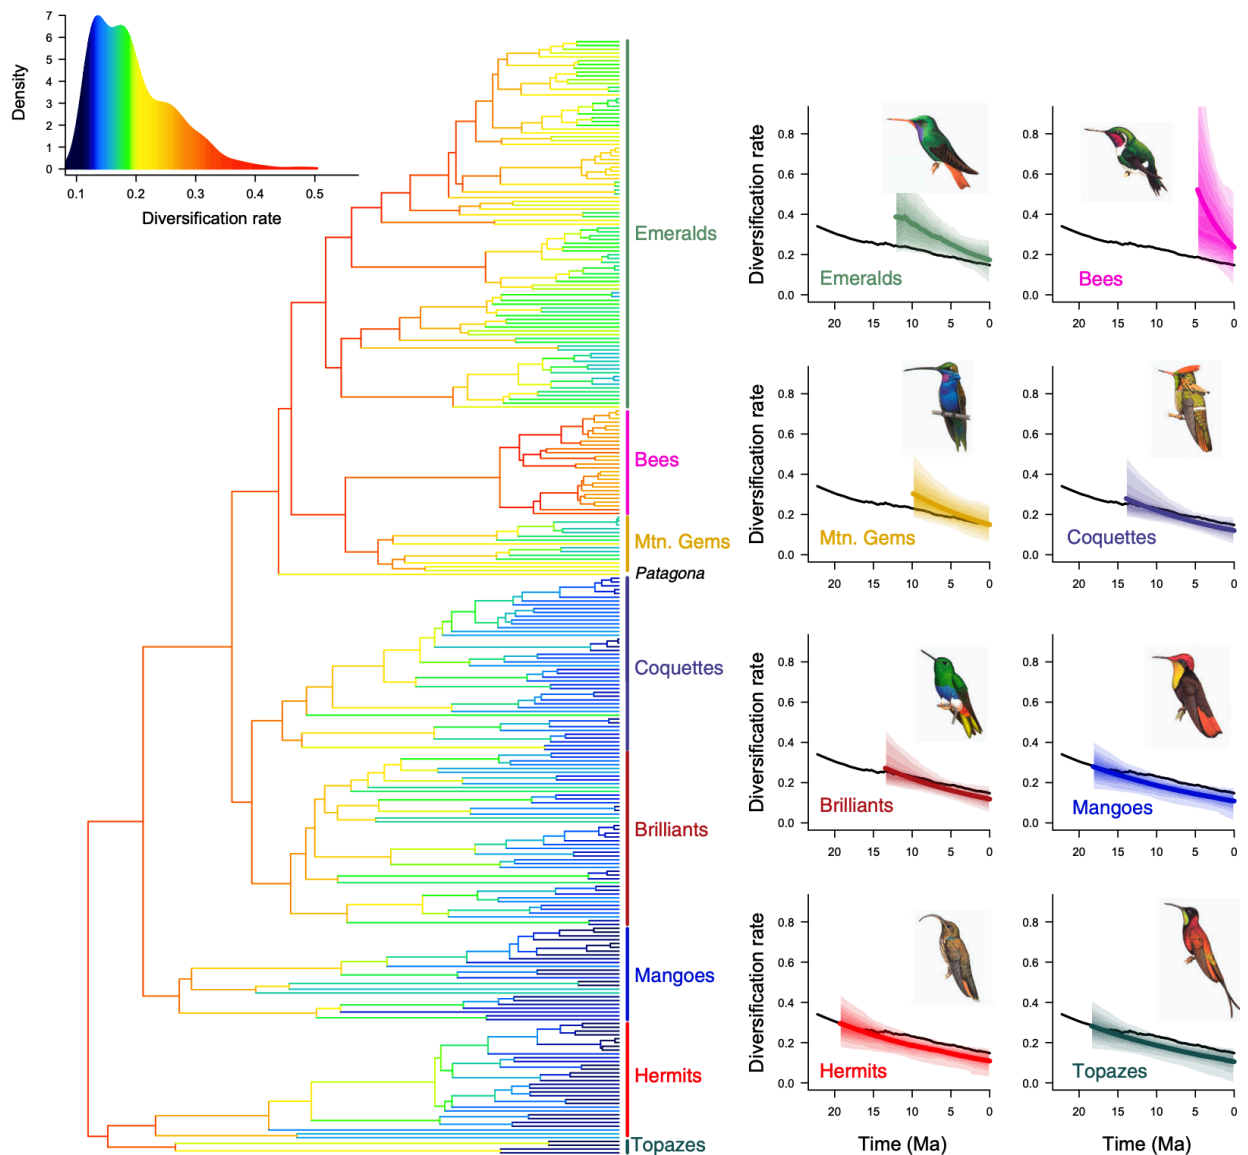 7
6
5
4
3
2
1
0
Density
0.1 0.2 0.3 0.4 0.5
Diversification rate
Emeralds
Bees
Mtn. Gems
Patagona
Coquettes
Brilliants
Mangoes
Hermits
Topazes
Diversification rate
0.8
0.6
0.4
0.2
0.0
Emeralds
20 15 10 5 0
0.8
0.6
0.4
0.2
0.0
Bees
20 15 10 5 0
Diversification rate
0.8
0.6
0.4
0.2
0.0
Mtn. Gems
20 15 10 5 0
0.8
0.6
0.4
0.2
0.0
Coquettes
20 15 10 5 0
Diversification rate
0.8
0.6
0.4
0.2
0.0
Brilliants
20 15 10 5 0
0.8
0.6
0.4
0.2
0.0
Mangoes
20 15 10 5 0
Diversification rate
0.8
0.6
0.4
0.2
0.0
Hermits
20 15 10 5 0
Time (Ma)
0.8
0.6
0.4
0.2
0.0
Topazes
20 15 10 5 0
Time (Ma)